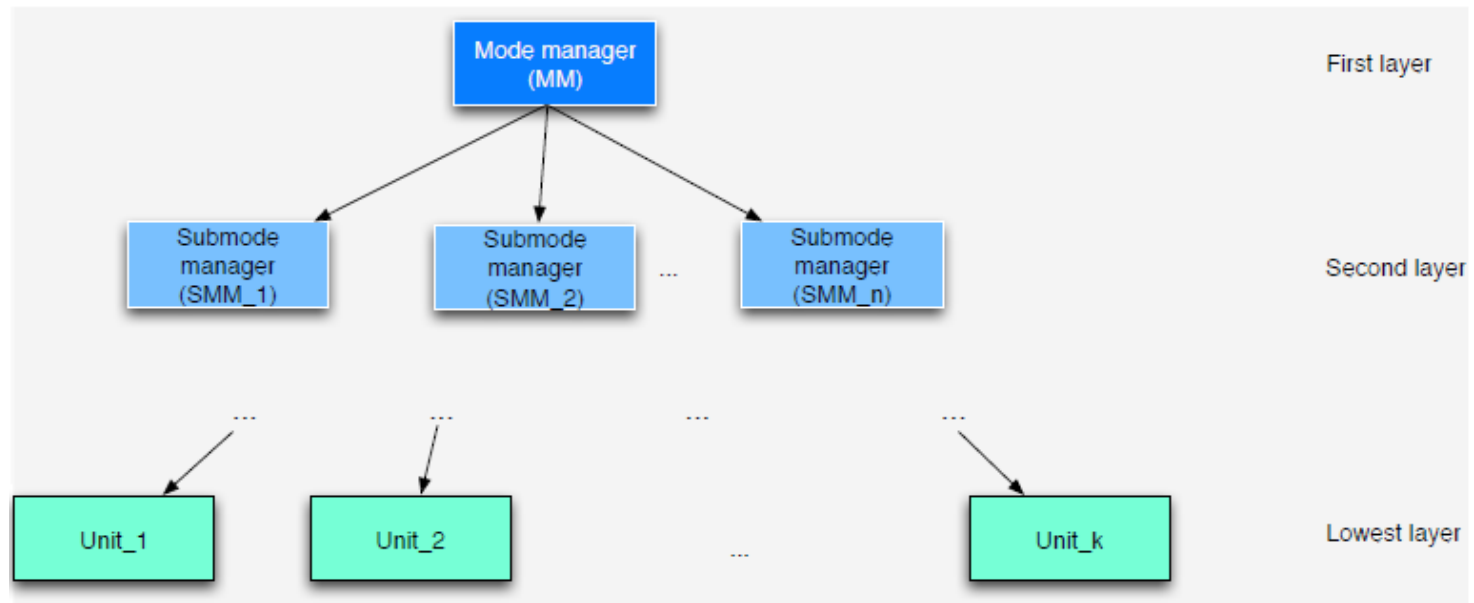 Mode manager
(MM)
First layer
Submode
manager
(SMM_1)
Submode
manager
(SMM_2)
...
Submode
manager
(SMM_n)
Second layer
...
...
...
...
Unit_1
Unit_2
...
Unit_k
Lowest layer